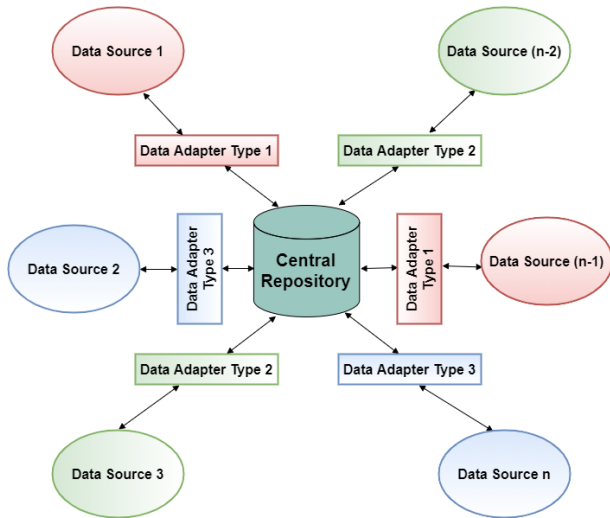 Data Source 1
Data Source (n-2)
Data Adapter Type 1
Data Adapter Type 2
Data Source 2
Data Adapter
Type 3
Central
Repository
Data Adapter
Type 1
Data Source (n-1)
Data Adapter Type 2
Data Adapter Type 3
Data Source 3
Data Source n